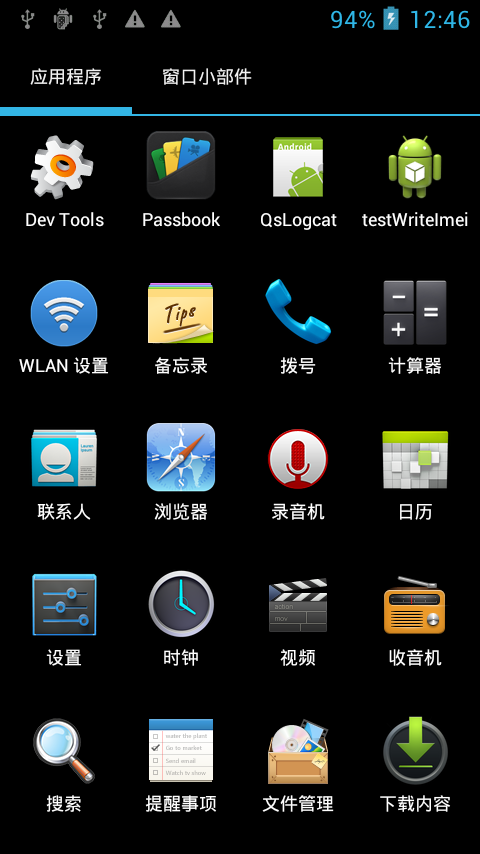 94% 12:46
应用程序 窗口小部件
Android
Dev Tools Passbook QsLogcat testWriteImei
Tips
WLAN 设置 备忘录 拨号 计算器
联系人 浏览器 录音机 日历
action
mov
设置 时钟 视频 收音机
water the plant
Go to market
Send email
Watch tv show
搜索 提醒事项 文件管理 下载内容